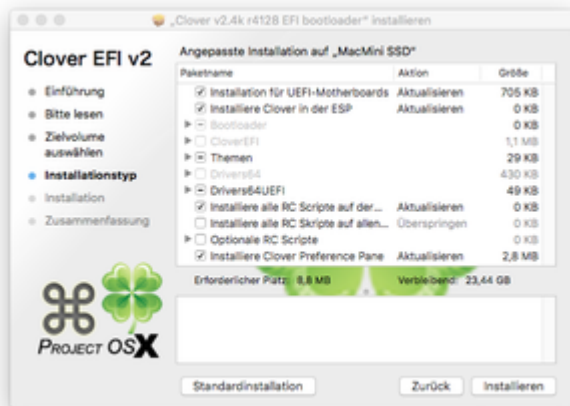 „Clover v2.4k r4128 EFI bootloader“ installieren
Clover EFI v2
Einführung
Bitte lesen
Zielvolume
auswählen
Installationstyp
Installation
Zusammenfassung
PROJECT OSX
Angepasste Installation auf „MacMini SSD“
Paketname Aktion Größe
Installation für UEFI-Motherboards Aktualisieren 705 KB
Installiere Clover in der ESP Aktualisieren 0 KB
Bootloader 0 KB
CloverEFI 1,1 MB
Themen 29 KB
Drivers64 430 KB
Drivers64UEFI 49 KB
Installiere alle RC Scripte auf der... Aktualisieren 0 KB
Installiere alle RC Skripte auf allen... Überspringen 0 KB
Optionale RC Scripte 0 KB
Installiere Clover Preference Pane Aktualisieren 2,8 MB
Erforderlicher Platz: 8,8 MB Verbleibend: 23,44 GB
Standardinstallation Zurück Installieren